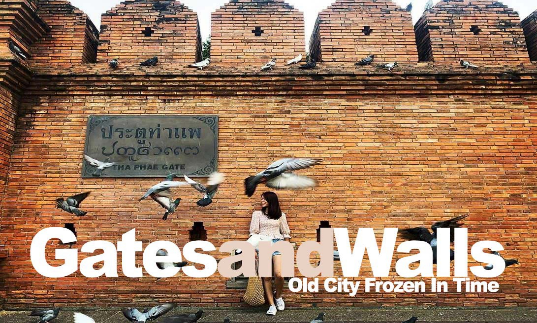 ประตูท่าแพ
THA PHAE GATE
GatesandWalls
Old City Frozen In Time